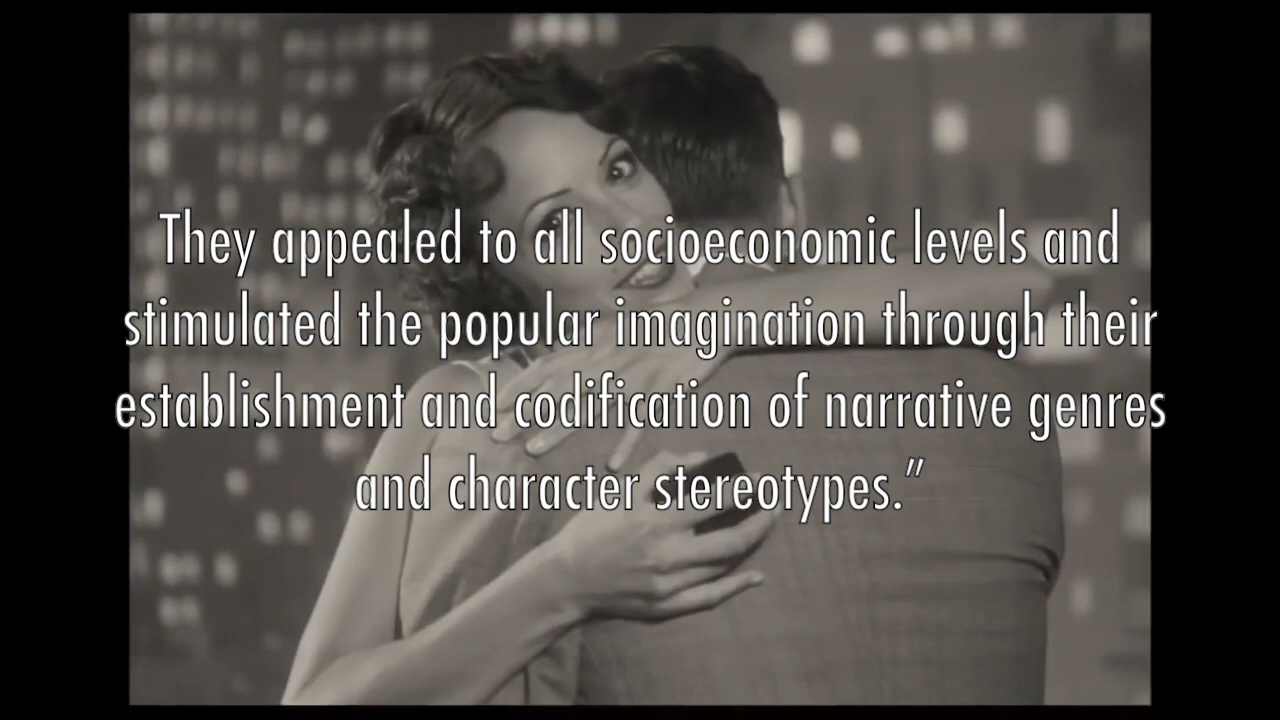 They appealed to all socioeconomic levels and
stimulated the popular imagination through their
establishment and codification of narrative genres
and character stereotypes.”